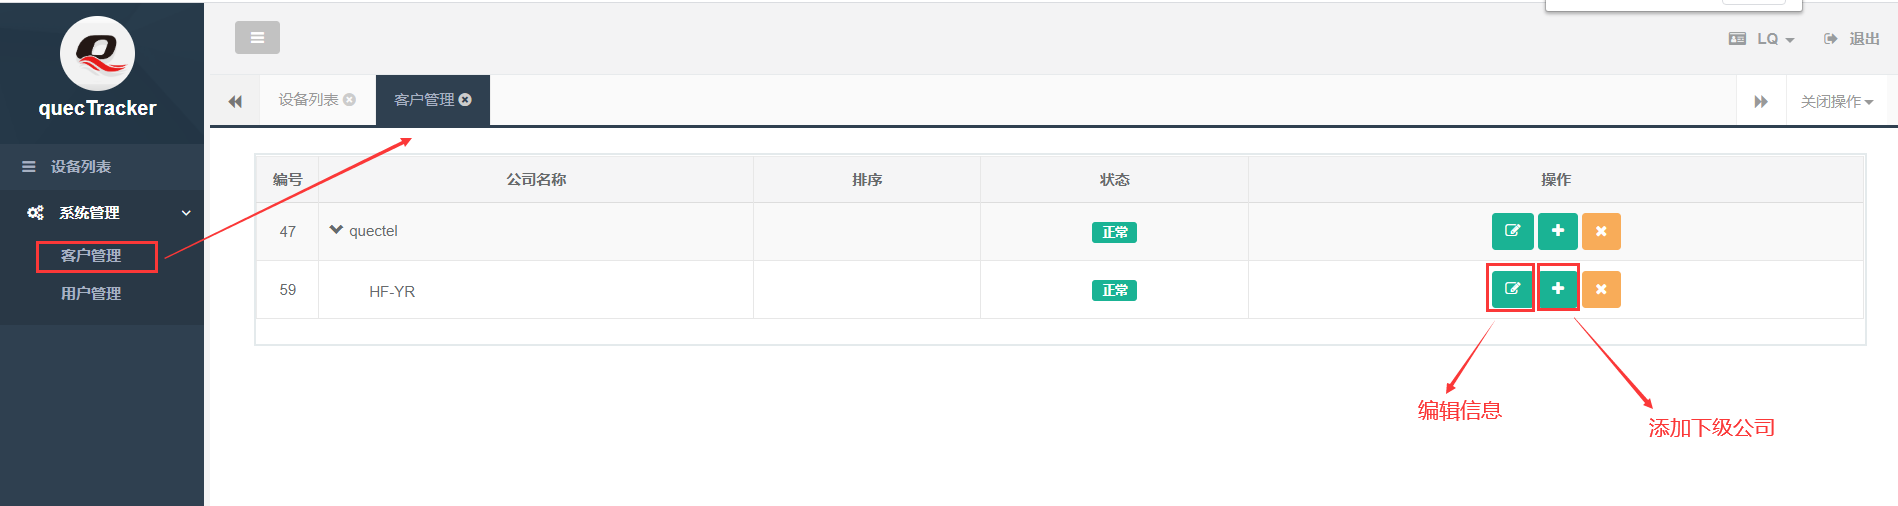 quecTracker
设备列表
系统管理
客户管理
用户管理
LQ 退出
设备列表 客户管理 关闭操作
编号 公司名称 排序 状态 操作
47 quectel 正常
59 HF-YR 正常
编辑信息
添加下级公司